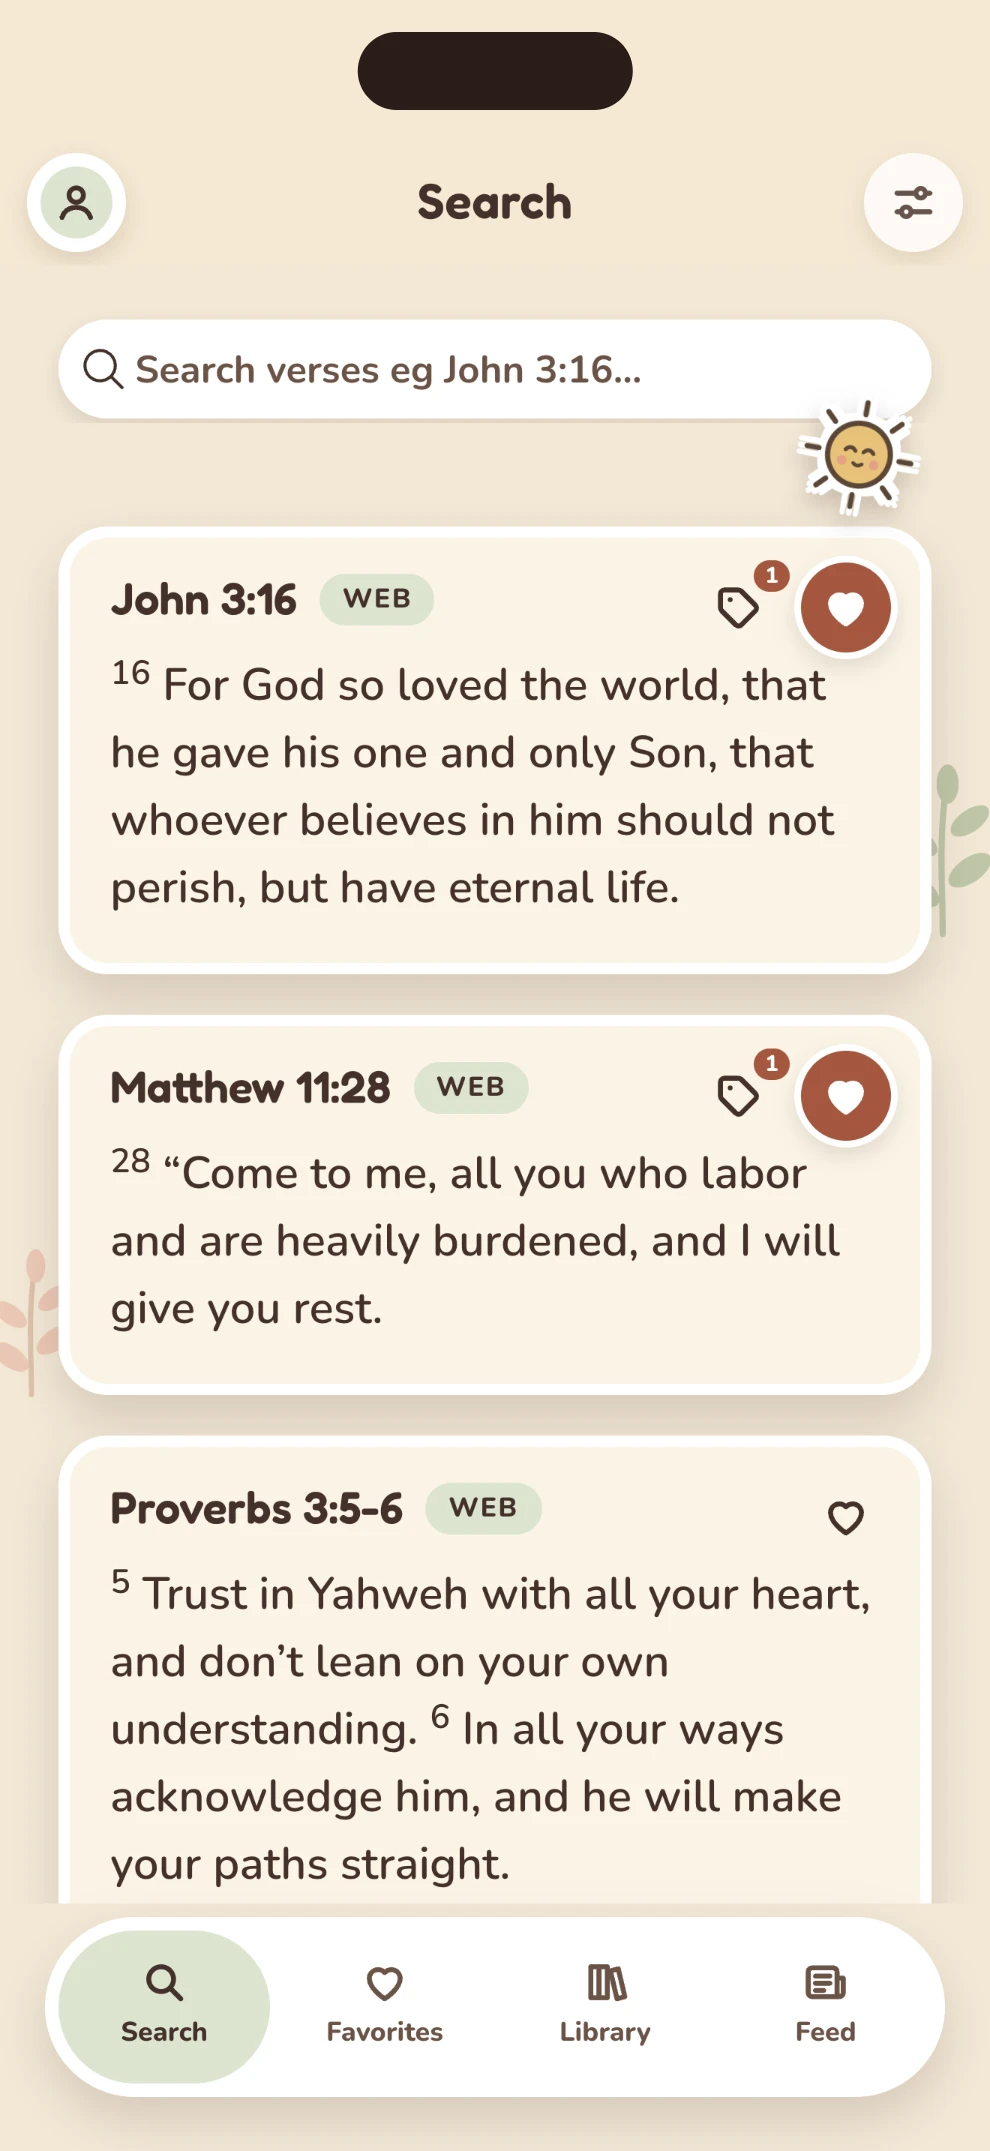 Search
Search verses eg John 3:16...
John 3:16 WEB 1
16 For God so loved the world, that
he gave his one and only Son, that
whoever believes in him should not
perish, but have eternal life.
Matthew 11:28 WEB 1
28 “Come to me, all you who labor
and are heavily burdened, and I will
give you rest.
Proverbs 3:5-6 WEB
5 Trust in Yahweh with all your heart,
and don’t lean on your own
understanding. 6 In all your ways
acknowledge him, and he will make
your paths straight.
Search Favorites Library Feed